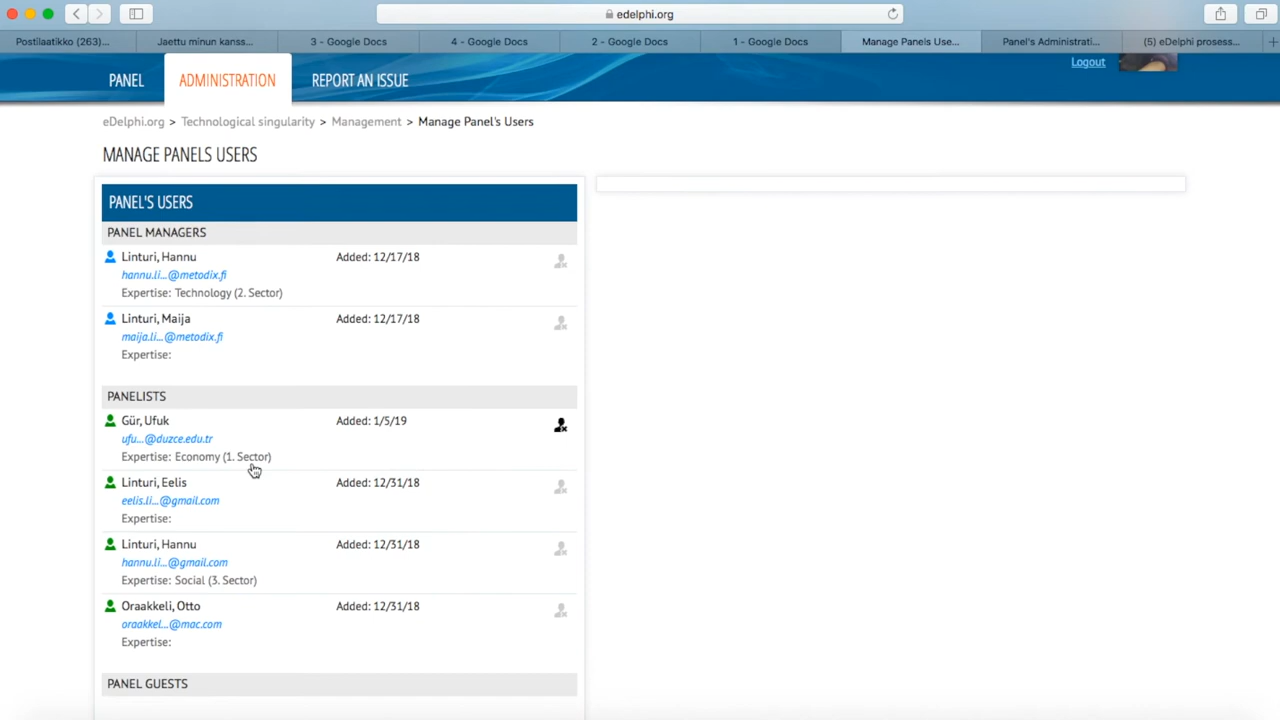 edelphi.org
Postilaatikko (263)...
Jaettu minun kanss...
3 - Google Docs
4 - Google Docs
2 - Google Docs
1 - Google Docs
Manage Panels Use...
Panel's Administrati...
(5) eDelphi prosess...
Logout
PANEL
ADMINISTRATION
REPORT AN ISSUE
eDelphi.org > Technological singularity > Management > Manage Panel's Users
MANAGE PANELS USERS
PANEL'S USERS
PANEL MANAGERS
Linturi, Hannu Added: 12/17/18
hannu.li...@metodix.fi
Expertise: Technology (2. Sector)
Linturi, Maija Added: 12/17/18
maija.li...@metodix.fi
Expertise:
PANELISTS
Gür, Ufuk Added: 1/5/19
ufu...@duzce.edu.tr
Expertise: Economy (1. Sector)
Linturi, Eelis Added: 12/31/18
eelis.li...@gmail.com
Expertise:
Linturi, Hannu Added: 12/31/18
hannu.li...@gmail.com
Expertise: Social (3. Sector)
Oraakkeli, Otto Added: 12/31/18
oraakkel...@mac.com
Expertise:
PANEL GUESTS